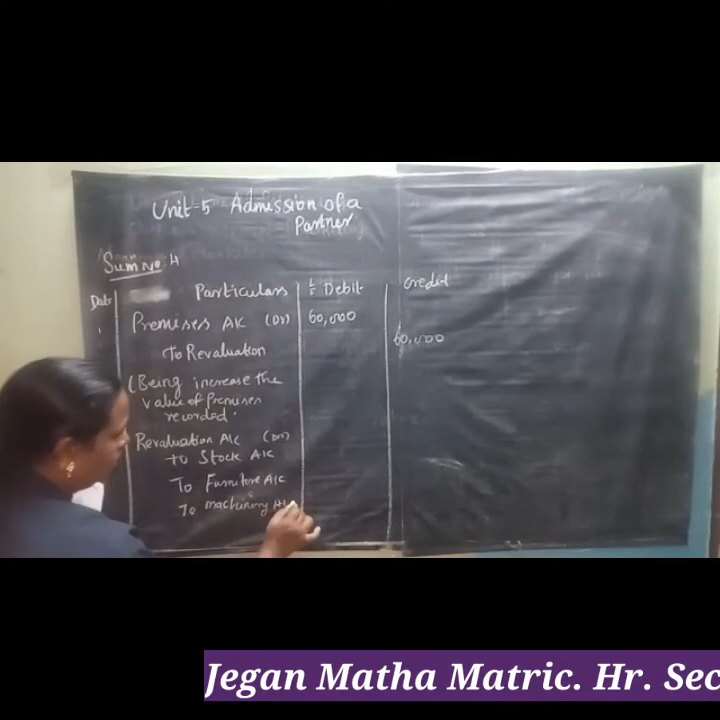 Unit-5 Admission of a
Partner
Sum No: 4
Date Particulars L F Debit credit
Premises A/c (Dr) 60,000
To Revaluation 60,000
(Being increase the
value of Premises
recorded.
Revaluation A/c (Dr)
To Stock A/c
To Furniture A/c
To machinery A/c
Jegan Matha Matric. Hr. Sec